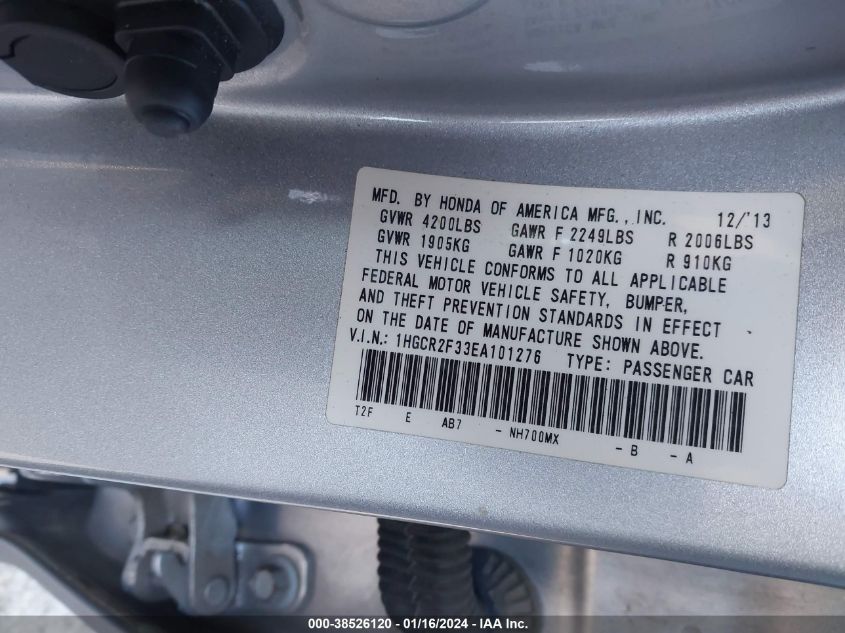 MFD. BY HONDA OF AMERICA MFG., INC. 12/'13
GVWR 4200LBS GAWR F 2249LBS R 2006LBS
GVWR 1905KG GAWR F 1020KG R 910KG
THIS VEHICLE CONFORMS TO ALL APPLICABLE
FEDERAL MOTOR VEHICLE SAFETY, BUMPER,
AND THEFT PREVENTION STANDARDS IN EFFECT
ON THE DATE OF MANUFACTURE SHOWN ABOVE.
V.I.N.: 1HGCR2F33EA101276 TYPE: PASSENGER CAR
T2F E AB7 - NH700MX - B - A
000-38526120 - 01/16/2024 - IAA Inc.